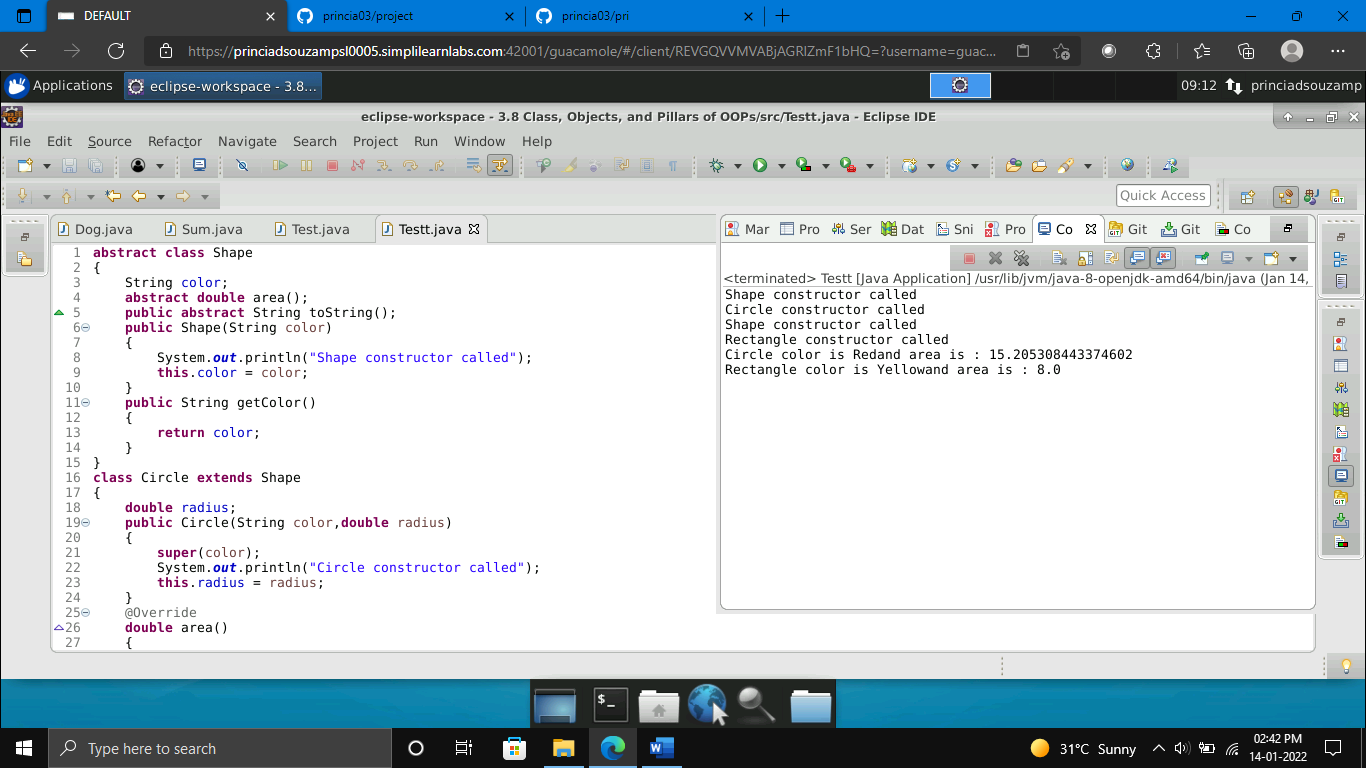 DEFAULT
princia03/project
princia03/pri
https://princiadsouzampsl0005.simplilearnlabs.com:42001/guacamole/#/client/REVGQVVMVABjAGRlZmF1bHQ=?username=guac...
Applications
eclipse-workspace - 3.8...
09:12
princiadsouzamp
eclipse-workspace - 3.8 Class, Objects, and Pillars of OOPs/src/Testt.java - Eclipse IDE
File Edit Source Refactor Navigate Search Project Run Window Help
Quick Access
Dog.java Sum.java Test.java Testt.java
1 abstract class Shape
2 {
3 String color;
4 abstract double area();
5 public abstract String toString();
6 public Shape(String color)
7 {
8 System.out.println("Shape constructor called");
9 this.color = color;
10 }
11 public String getColor()
12 {
13 return color;
14 }
15 }
16 class Circle extends Shape
17 {
18 double radius;
19 public Circle(String color,double radius)
20 {
21 super(color);
22 System.out.println("Circle constructor called");
23 this.radius = radius;
24 }
25 @Override
26 double area()
27 {
Mar Pro Ser Dat Sni Pro Co Git Git Co
<terminated> Testt [Java Application] /usr/lib/jvm/java-8-openjdk-amd64/bin/java (Jan 14,
Shape constructor called
Circle constructor called
Shape constructor called
Rectangle constructor called
Circle color is Redand area is : 15.205308443374602
Rectangle color is Yellowand area is : 8.0
Type here to search
31°C Sunny
02:42 PM
14-01-2022